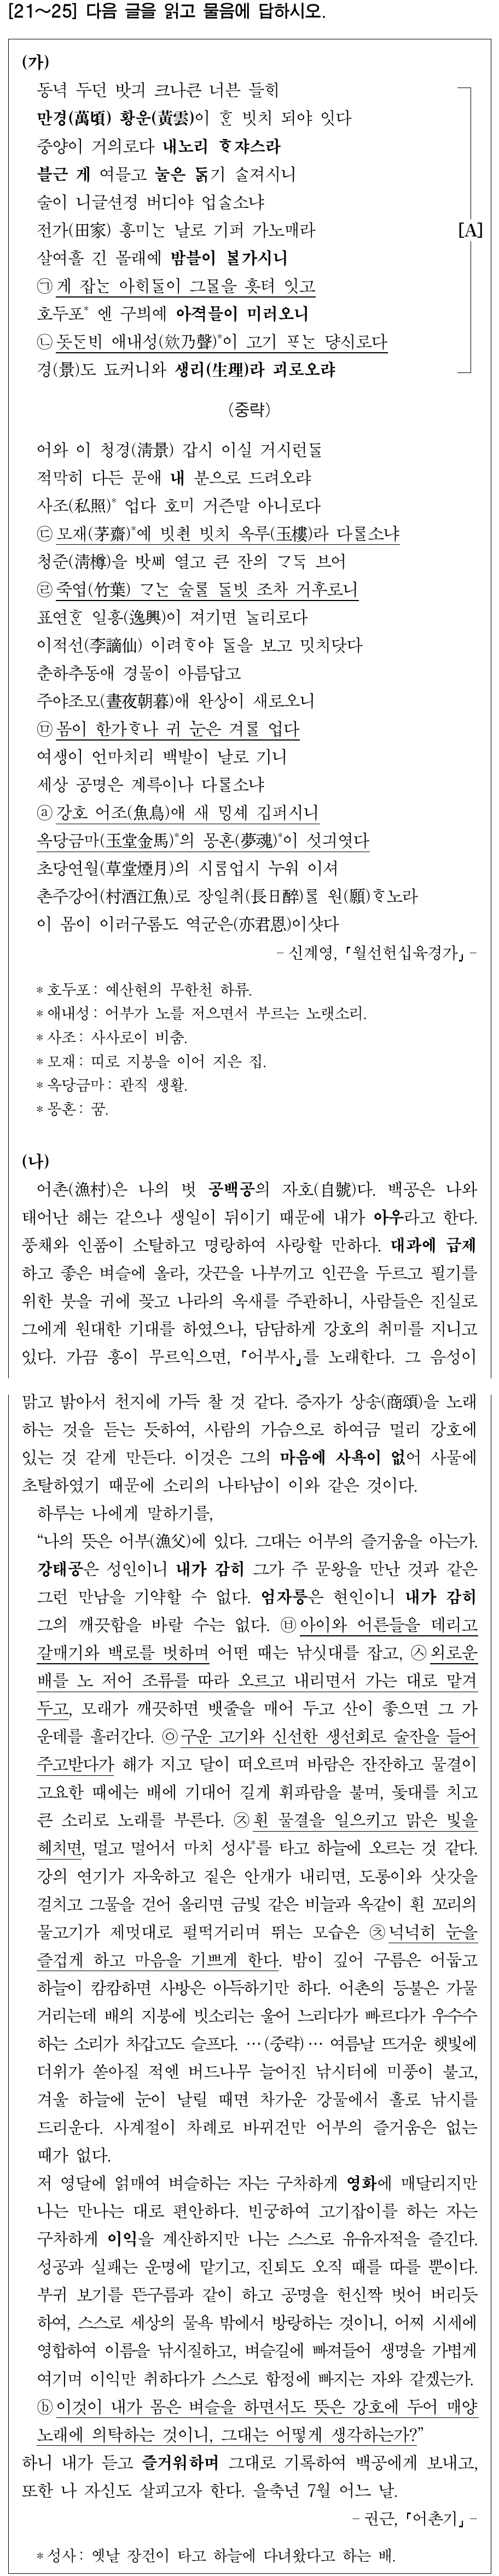 [21～25] 다음 글을 읽고 물음에 답하시오.
(가)
동녁 두던 밧긔 크나큰 너븐 들ᄒᆡ
만경(萬頃) 황운(黃雲)이 ᄒᆞᆫ 빗치 되야 잇다
중양이 거의로다 내노리 ᄒᆞ쟈스라
블근 게 여믈고 눌은 ᄃᆞᆰ기 ᄉᆞᆯ져시니
술이 니글션졍 버디야 업슬소냐
전가(田家) 흥미ᄂᆞᆫ 날로 기퍼 가노매라
살여흘 긴 몰래예 밤블이 ᄇᆞᆯ가시니
㉠ 게 잡ᄂᆞᆫ 아ᄒᆡᄃᆞᆯ이 그믈을 흣텨 잇고
호두포* 엔 구븨예 아젹믈이 미러오니
㉡ 돗ᄃᆞᆫᄇᆡ 애내성(欸乃聲)*이 고기 ᄑᆞᄂᆞᆫ 댱시로다
경(景)도 됴커니와 생리(生理)라 괴로오랴
[A]
(중략)
어와 이 청경(淸景) 갑시 이실 거시런ᄃᆞᆯ
적막히 다든 문애 내 분으로 드려오랴
사조(私照)* 업다 호미 거즌말 아니로다
㉢ 모재(茅齋)*예 빗쵠 빗치 옥루(玉樓)라 다ᄅᆞᆯ소냐
청준(淸樽)을 밧ᄶᅵ 열고 큰 잔의 ᄀᆞᄃᆞᆨ 브어
㉣ 죽엽(竹葉) ᄀᆞᄂᆞᆫ 술ᄅᆞᆯ ᄃᆞᆯ빗 조차 거후로니
표연ᄒᆞᆫ 일흥(逸興)이 져기면 ᄂᆞᆯ리로다
이적선(李謫仙) 이려ᄒᆞ야 ᄃᆞᆯ을 보고 밋치닷다
춘하추동애 경물이 아름답고
주야조모(晝夜朝暮)애 완상이 새로오니
㉤ 몸이 한가ᄒᆞ나 귀 눈은 겨ᄅᆞᆯ 업다
여생이 언마치리 백발이 날로 기니
세상 공명은 계륵이나 다ᄅᆞᆯ소냐
ⓐ 강호 어조(魚鳥)애 새 ᄆᆡᆼ셰 깁퍼시니
옥당금마(玉堂金馬)*의 몽혼(夢魂)*이 섯긔엿다
초당연월(草堂煙月)의 시ᄅᆞᆷ업시 누워 이셔
촌주강어(村酒江魚)로 장일취(長日醉)ᄅᆞᆯ 원(願)ᄒᆞ노라
이 몸이 이러구롬도 역군은(亦君恩)이샷다
- 신계영, ｢월선헌십육경가｣ -
* 호두포 : 예산현의 무한천 하류.
* 애내성 : 어부가 노를 저으면서 부르는 노랫소리.
* 사조 : 사사로이 비춤.
* 모재 : 띠로 지붕을 이어 지은 집.
* 옥당금마 : 관직 생활.
* 몽혼 : 꿈.
(나)
어촌(漁村)은 나의 벗 공백공의 자호(自號)다. 백공은 나와
태어난 해는 같으나 생일이 뒤이기 때문에 내가 아우라고 한다.
풍채와 인품이 소탈하고 명랑하여 사랑할 만하다. 대과에 급제
하고 좋은 벼슬에 올라, 갓끈을 나부끼고 인끈을 두르고 필기를
위한 붓을 귀에 꽂고 나라의 옥새를 주관하니, 사람들은 진실로
그에게 원대한 기대를 하였으나, 담담하게 강호의 취미를 지니고
있다. 가끔 흥이 무르익으면, ｢어부사｣를 노래한다. 그 음성이
맑고 밝아서 천지에 가득 찰 것 같다. 증자가 상송(商頌)을 노래
하는 것을 듣는 듯하여, 사람의 가슴으로 하여금 멀리 강호에
있는 것 같게 만든다. 이것은 그의 마음에 사욕이 없어 사물에
초탈하였기 때문에 소리의 나타남이 이와 같은 것이다.
하루는 나에게 말하기를,
“나의 뜻은 어부(漁父)에 있다. 그대는 어부의 즐거움을 아는가.
강태공은 성인이니 내가 감히 그가 주 문왕을 만난 것과 같은
그런 만남을 기약할 수 없다. 엄자릉은 현인이니 내가 감히
그의 깨끗함을 바랄 수는 없다. ㉥ 아이와 어른들을 데리고
갈매기와 백로를 벗하며 어떤 때는 낚싯대를 잡고, ㉦ 외로운
배를 노 저어 조류를 따라 오르고 내리면서 가는 대로 맡겨
두고, 모래가 깨끗하면 뱃줄을 매어 두고 산이 좋으면 그 가
운데를 흘러간다. ㉧ 구운 고기와 신선한 생선회로 술잔을 들어
주고받다가 해가 지고 달이 떠오르며 바람은 잔잔하고 물결이
고요한 때에는 배에 기대어 길게 휘파람을 불며, 돛대를 치고
큰 소리로 노래를 부른다. ㉨ 흰 물결을 일으키고 맑은 빛을
헤치면, 멀고 멀어서 마치 성사*를 타고 하늘에 오르는 것 같다.
강의 연기가 자욱하고 짙은 안개가 내리면, 도롱이와 삿갓을
걸치고 그물을 걷어 올리면 금빛 같은 비늘과 옥같이 흰 꼬리의
물고기가 제멋대로 펄떡거리며 뛰는 모습은 ㉩ 넉넉히 눈을
즐겁게 하고 마음을 기쁘게 한다. 밤이 깊어 구름은 어둡고
하늘이 캄캄하면 사방은 아득하기만 하다. 어촌의 등불은 가물
거리는데 배의 지붕에 빗소리는 울어 느리다가 빠르다가 우수수
하는 소리가 차갑고도 슬프다. …(중략)… 여름날 뜨거운 햇빛에
더위가 쏟아질 적엔 버드나무 늘어진 낚시터에 미풍이 불고,
겨울 하늘에 눈이 날릴 때면 차가운 강물에서 홀로 낚시를
드리운다. 사계절이 차례로 바뀌건만 어부의 즐거움은 없는
때가 없다.
저 영달에 얽매여 벼슬하는 자는 구차하게 영화에 매달리지만
나는 만나는 대로 편안하다. 빈궁하여 고기잡이를 하는 자는
구차하게 이익을 계산하지만 나는 스스로 유유자적을 즐긴다.
성공과 실패는 운명에 맡기고, 진퇴도 오직 때를 따를 뿐이다.
부귀 보기를 뜬구름과 같이 하고 공명을 헌신짝 벗어 버리듯
하여, 스스로 세상의 물욕 밖에서 방랑하는 것이니, 어찌 시세에
영합하여 이름을 낚시질하고, 벼슬길에 빠져들어 생명을 가볍게
여기며 이익만 취하다가 스스로 함정에 빠지는 자와 같겠는가.
ⓑ 이것이 내가 몸은 벼슬을 하면서도 뜻은 강호에 두어 매양
노래에 의탁하는 것이니, 그대는 어떻게 생각하는가?”
하니 내가 듣고 즐거워하며 그대로 기록하여 백공에게 보내고,
또한 나 자신도 살피고자 한다. 을축년 7월 어느 날.
- 권근, ｢어촌기｣ -
* 성사 : 옛날 장건이 타고 하늘에 다녀왔다고 하는 배.